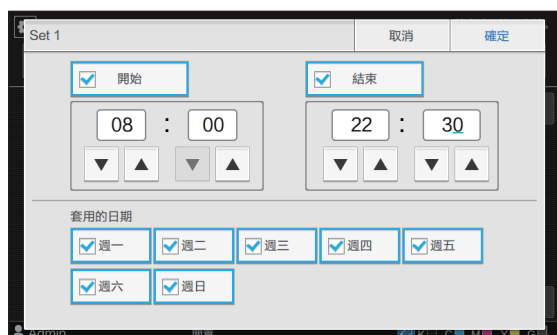 Set 1 取消 確定
開始 結束
08 : 00 22 : 30
套用的日期
週一 週二 週三 週四 週五
週六 週日
Admin